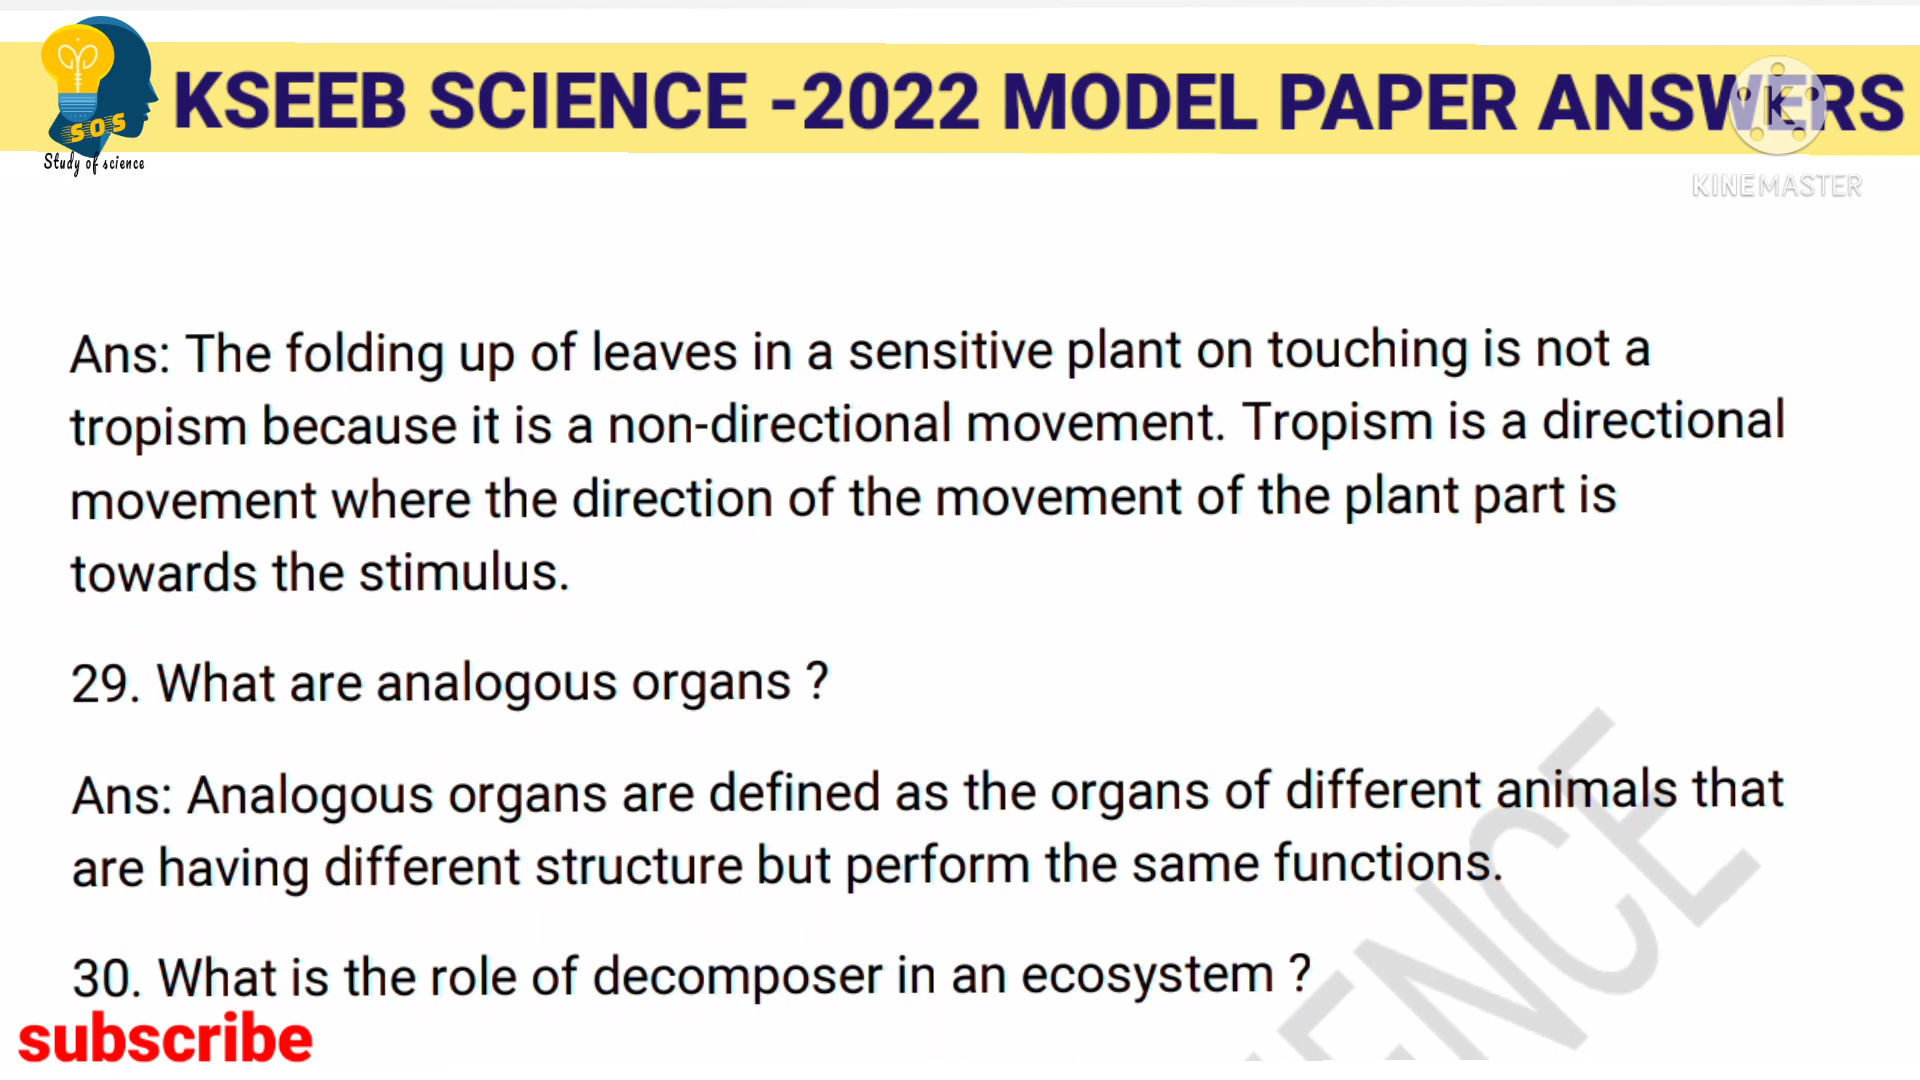 KSEEB SCIENCE -2022 MODEL PAPER ANSWERS
SOS
Study of science
K
KINEMASTER
Ans: The folding up of leaves in a sensitive plant on touching is not a
tropism because it is a non-directional movement. Tropism is a directional
movement where the direction of the movement of the plant part is
towards the stimulus.
29. What are analogous organs ?
Ans: Analogous organs are defined as the organs of different animals that
are having different structure but perform the same functions.
30. What is the role of decomposer in an ecosystem ?
subscribe
IENCE